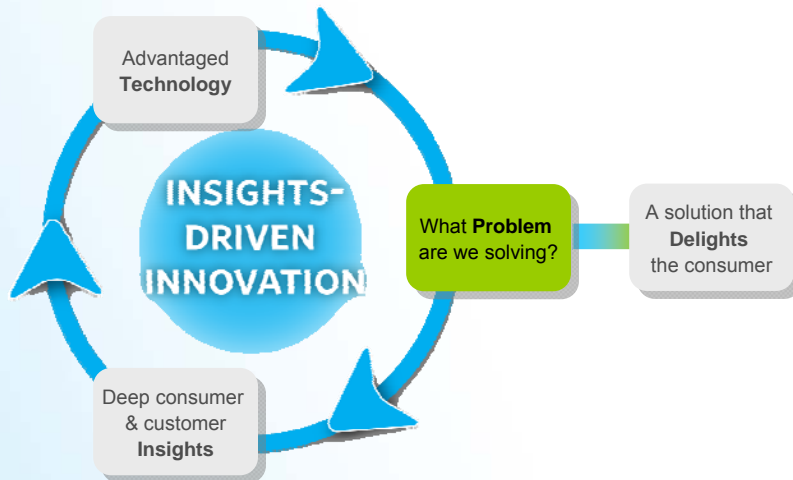 Advantaged
Technology
INSIGHTS-
DRIVEN
INNOVATION
What Problem
are we solving?
A solution that
Delights
the consumer
Deep consumer
& customer
Insights